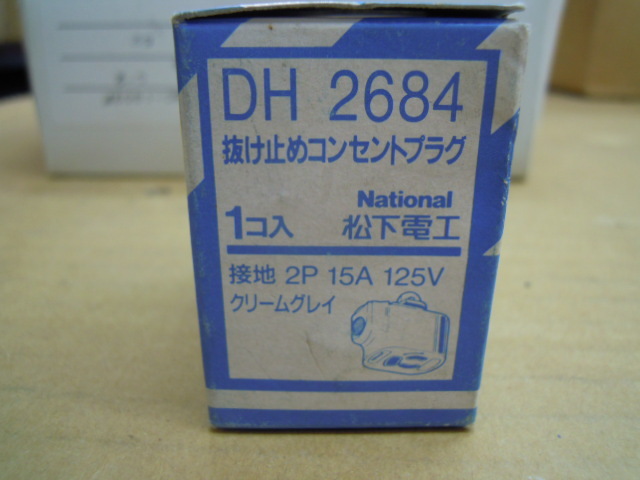 DH 2684
抜け止めコンセントプラグ
National
1コ入 松下電工
接地 2P 15A 125V
クリームグレイ